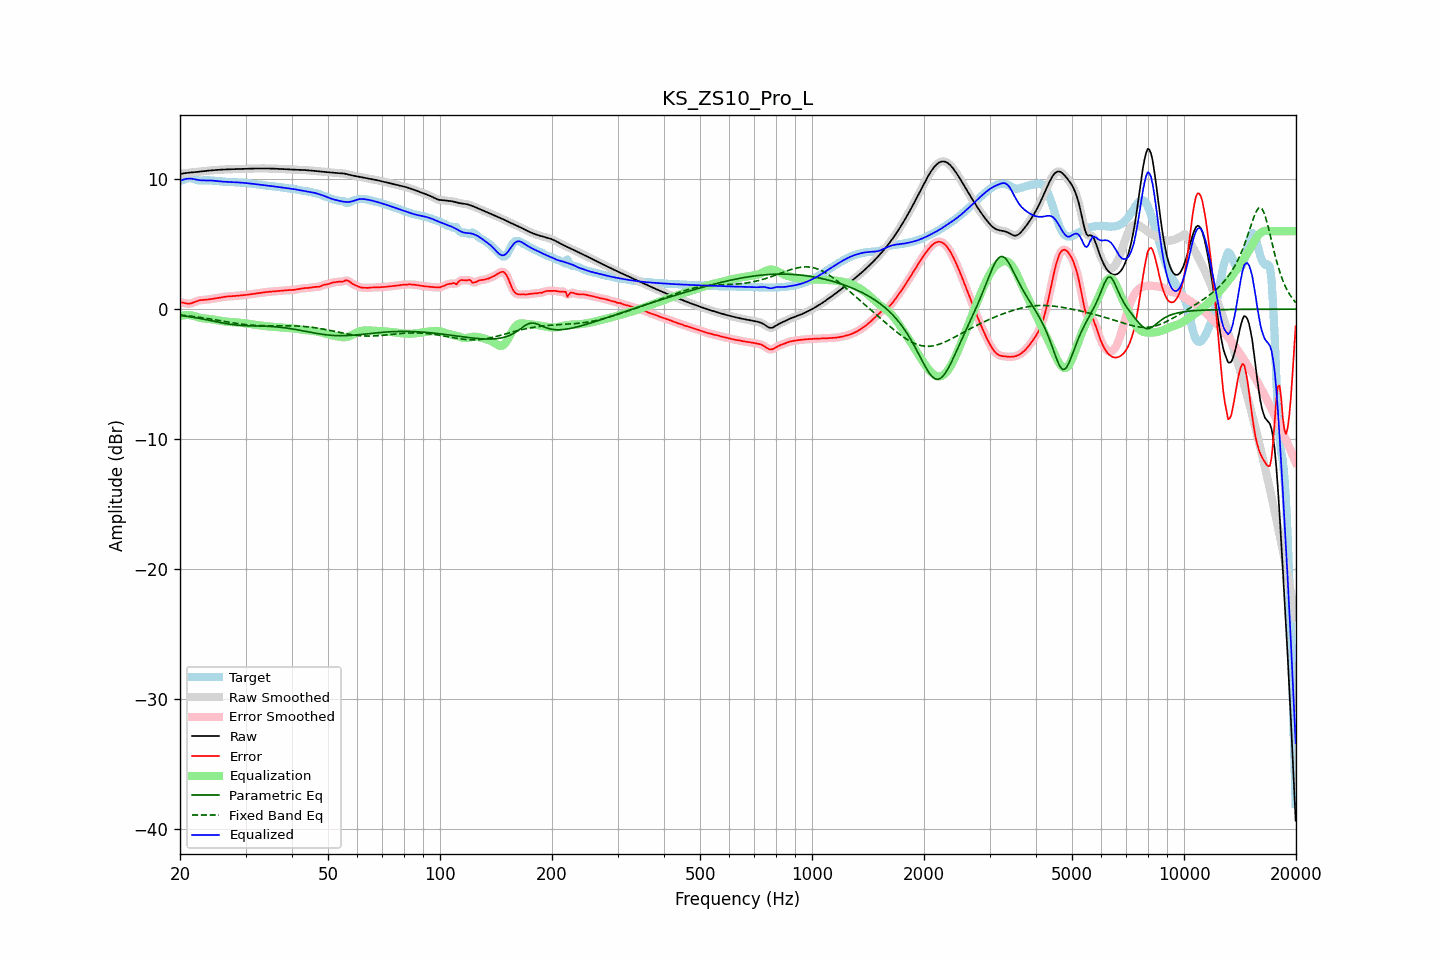 KS_ZS10_Pro_L
Amplitude (dBr)
10
0
−10
−20
−30
−40
Target
Raw Smoothed
Error Smoothed
Raw
Error
Equalization
Parametric Eq
Fixed Band Eq
Equalized
20 50 100 200 500 1000 2000 5000 10000 20000
Frequency (Hz)